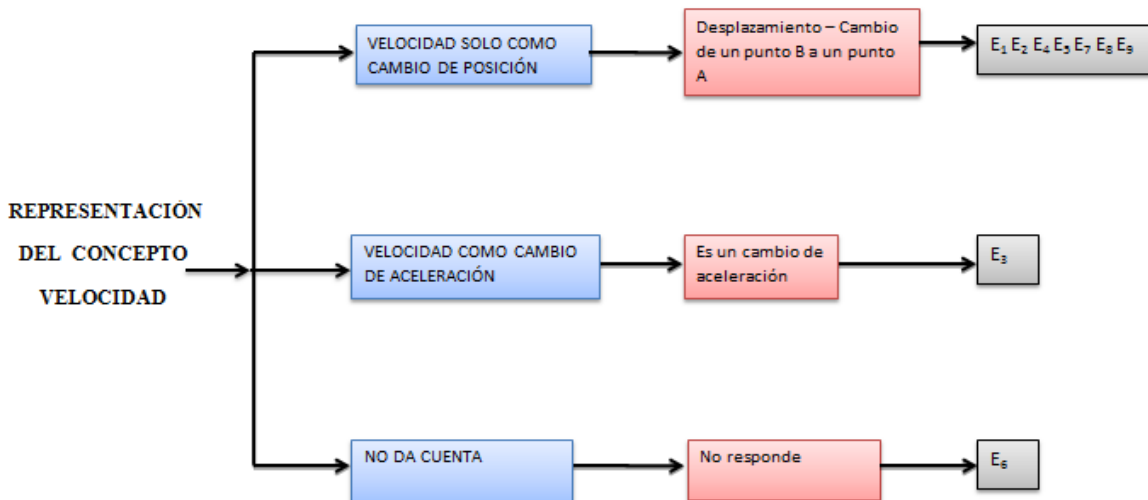 VELOCIDAD SOLO COMO
CAMBIO DE POSICIÓN
Desplazamiento – Cambio
de un punto B a un punto
A
E₁ E₂ E₄ E₅ E₇ E₈ E₉
REPRESENTACIÓN
DEL CONCEPTO
VELOCIDAD
VELOCIDAD COMO CAMBIO
DE ACELERACIÓN
Es un cambio de
aceleración
E₃
NO DA CUENTA
No responde
E₆